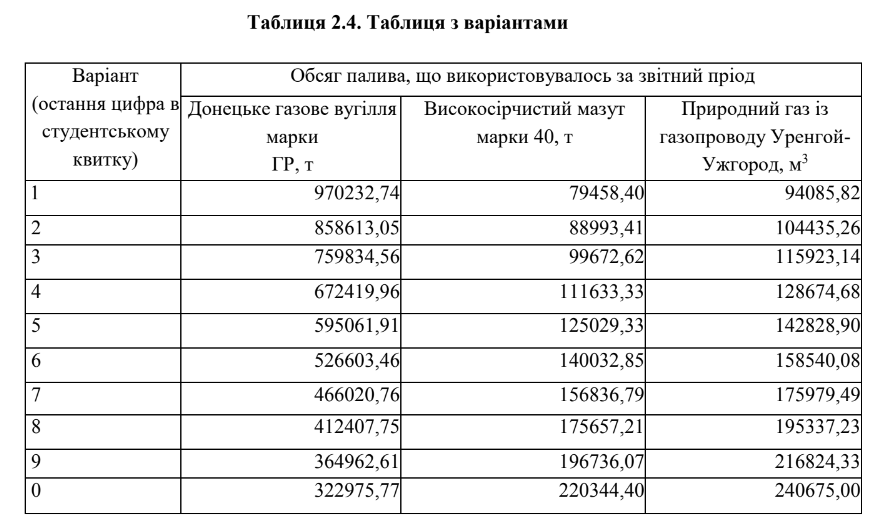 Таблиця 2.4. Таблиця з варіантами
Варіант
(остання цифра в
студентському
квитку)
Обсяг палива, що використовувалось за звітний пріод
Донецьке газове вугілля
марки
ГР, т
Високосірчистий мазут
марки 40, т
Природний газ із
газопроводу Уренгой-
Ужгород, м³
1 970232,74 79458,40 94085,82
2 858613,05 88993,41 104435,26
3 759834,56 99672,62 115923,14
4 672419,96 111633,33 128674,68
5 595061,91 125029,33 142828,90
6 526603,46 140032,85 158540,08
7 466020,76 156836,79 175979,49
8 412407,75 175657,21 195337,23
9 364962,61 196736,07 216824,33
0 322975,77 220344,40 240675,00